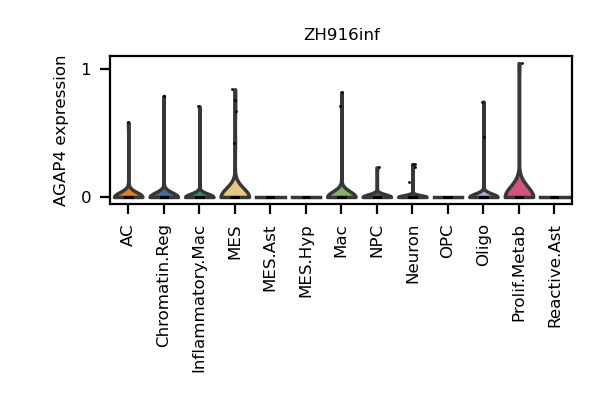 ZH916inf
AGAP4 expression
1
0
AC
Chromatin.Reg
Inflammatory.Mac
MES
MES.Ast
MES.Hyp
Mac
NPC
Neuron
OPC
Oligo
Prolif.Metab
Reactive.Ast